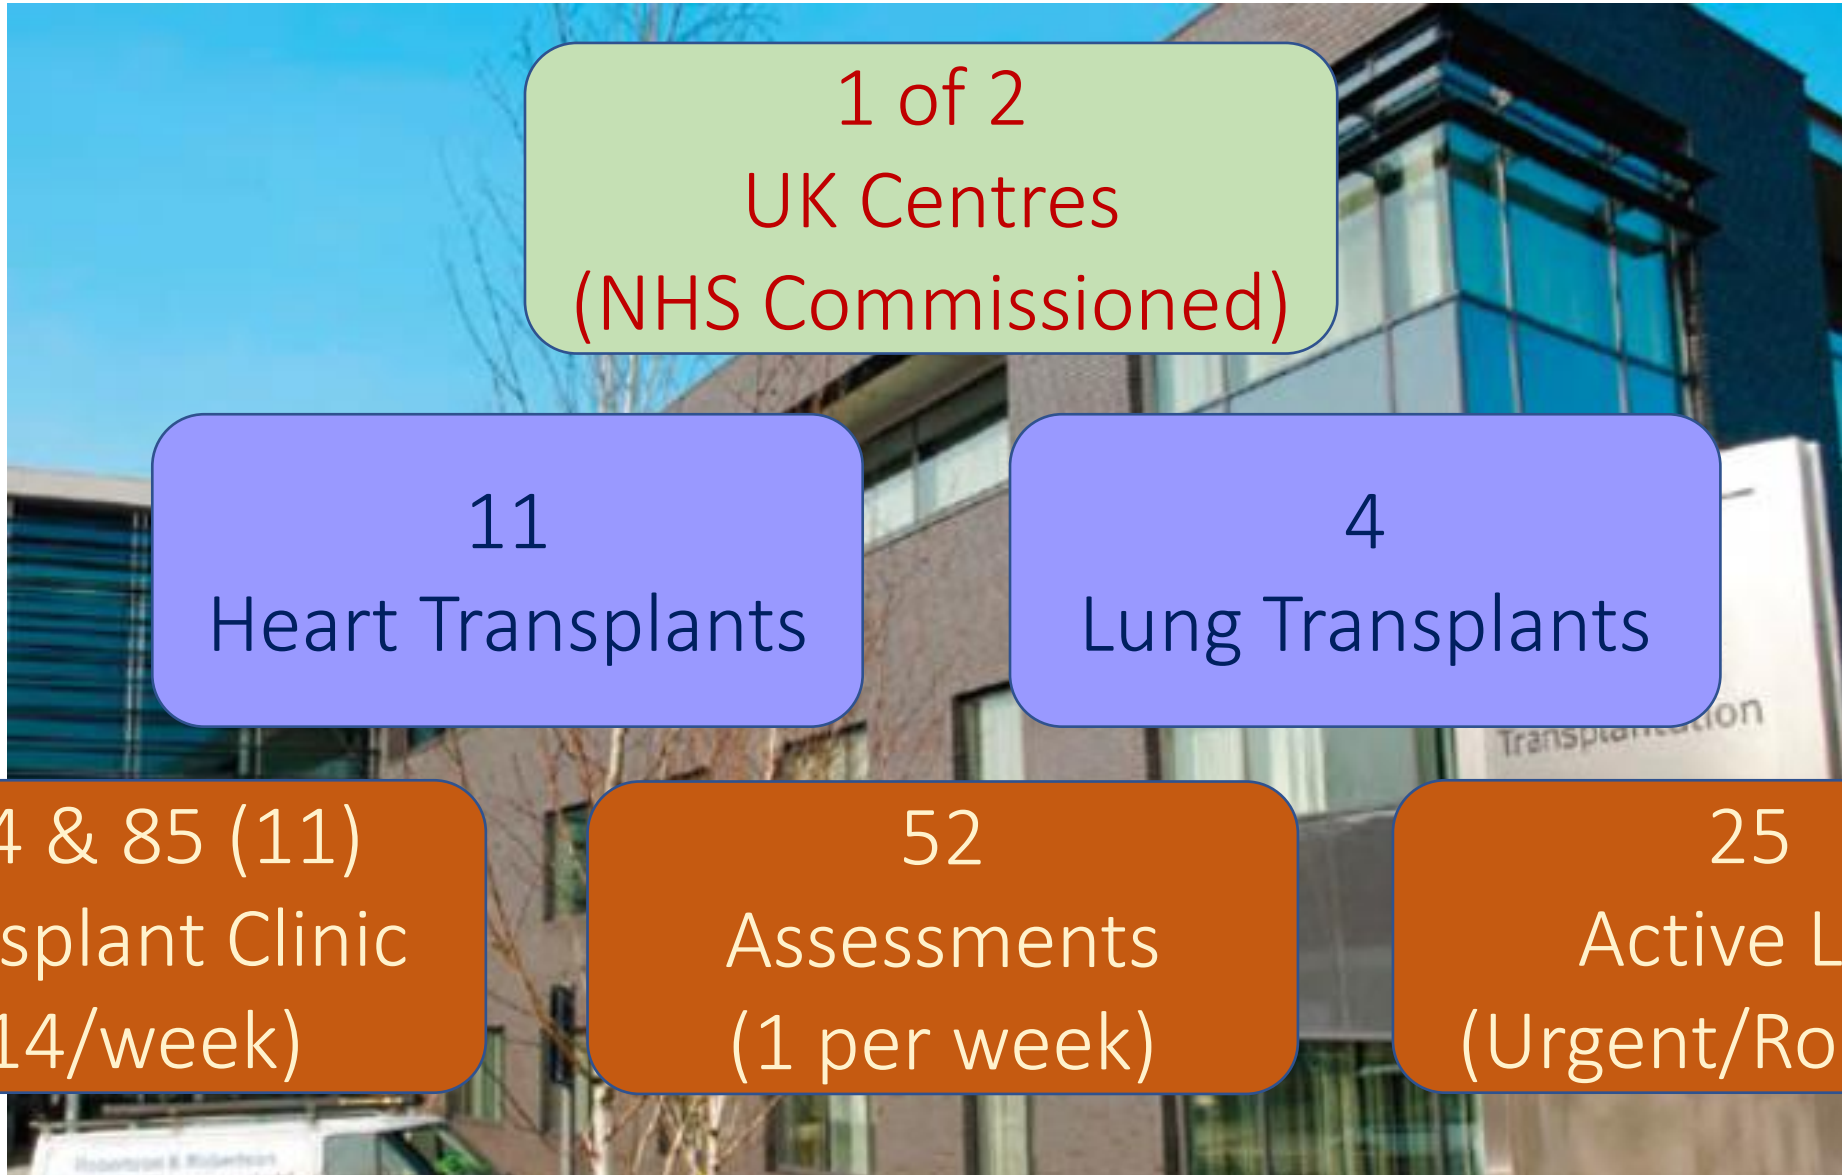 1 of 2
UK Centres
(NHS Commissioned)
11
Heart Transplants
4
Lung Transplants
4 & 85 (11)
splant Clinic
14/week)
52
Assessments
(1 per week)
25
Active L
(Urgent/Ro